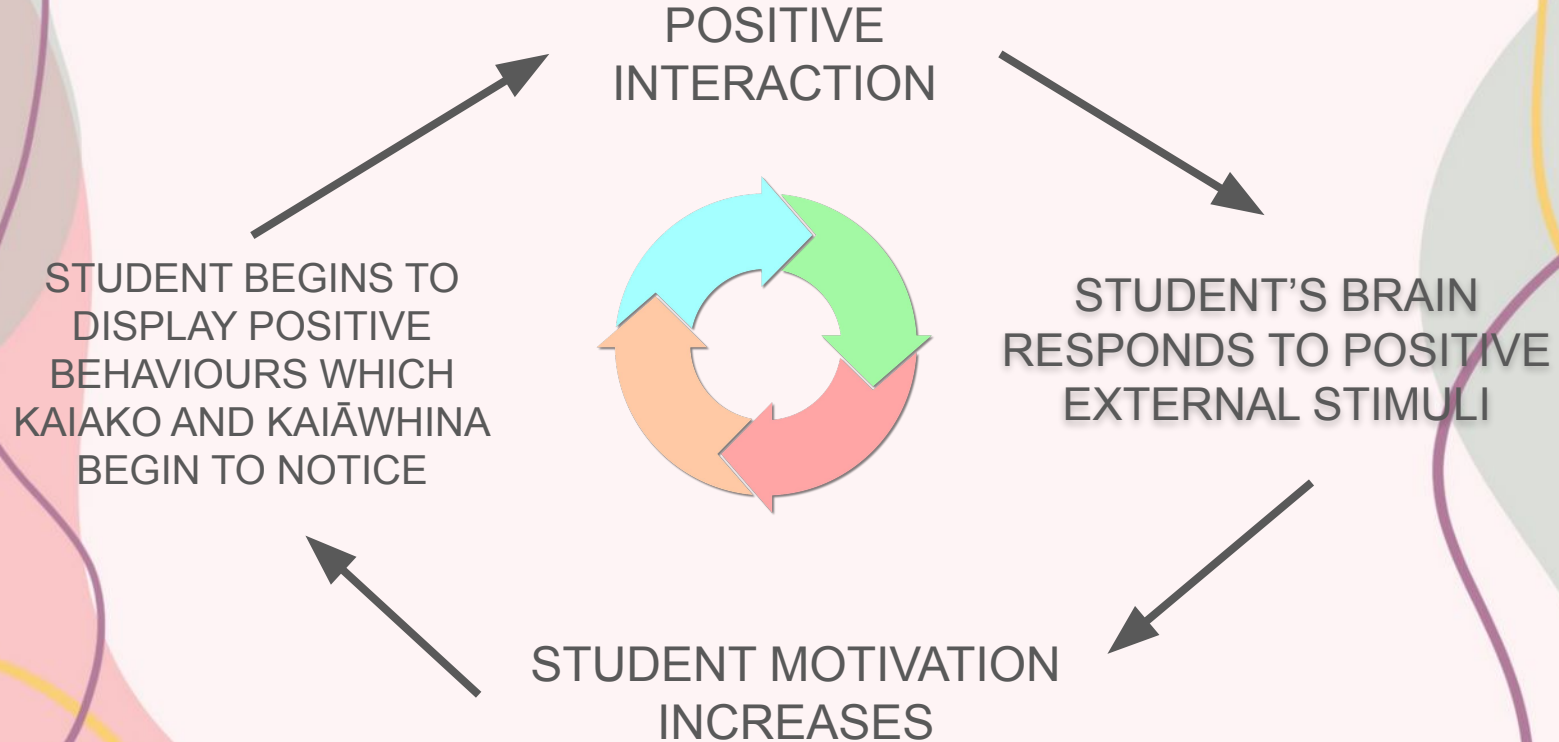 POSITIVE
INTERACTION
STUDENT'S BRAIN
RESPONDS TO POSITIVE
EXTERNAL STIMULI
STUDENT MOTIVATION
INCREASES
STUDENT BEGINS TO
DISPLAY POSITIVE
BEHAVIOURS WHICH
KAIAKO AND KAIĀWHINA
BEGIN TO NOTICE